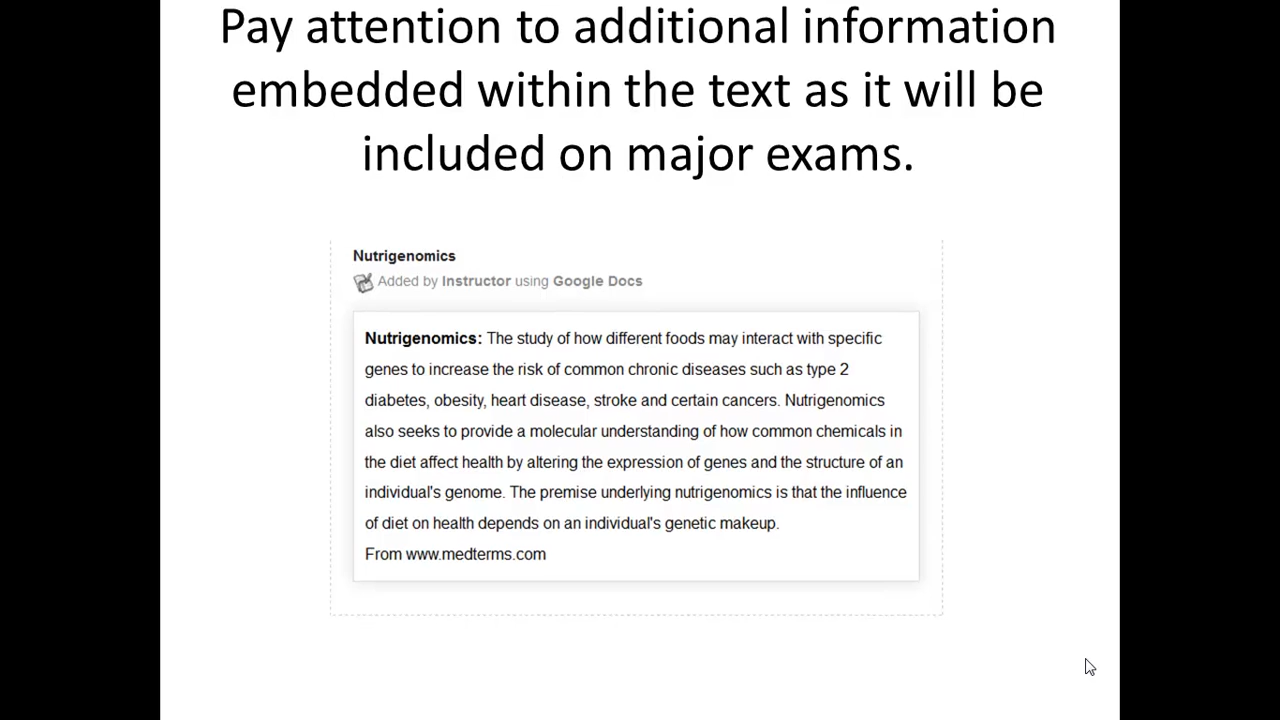 Pay attention to additional information
embedded within the text as it will be
included on major exams.
Nutrigenomics
Added by Instructor using Google Docs
Nutrigenomics: The study of how different foods may interact with specific
genes to increase the risk of common chronic diseases such as type 2
diabetes, obesity, heart disease, stroke and certain cancers. Nutrigenomics
also seeks to provide a molecular understanding of how common chemicals in
the diet affect health by altering the expression of genes and the structure of an
individual's genome. The premise underlying nutrigenomics is that the influence
of diet on health depends on an individual's genetic makeup.
From www.medterms.com